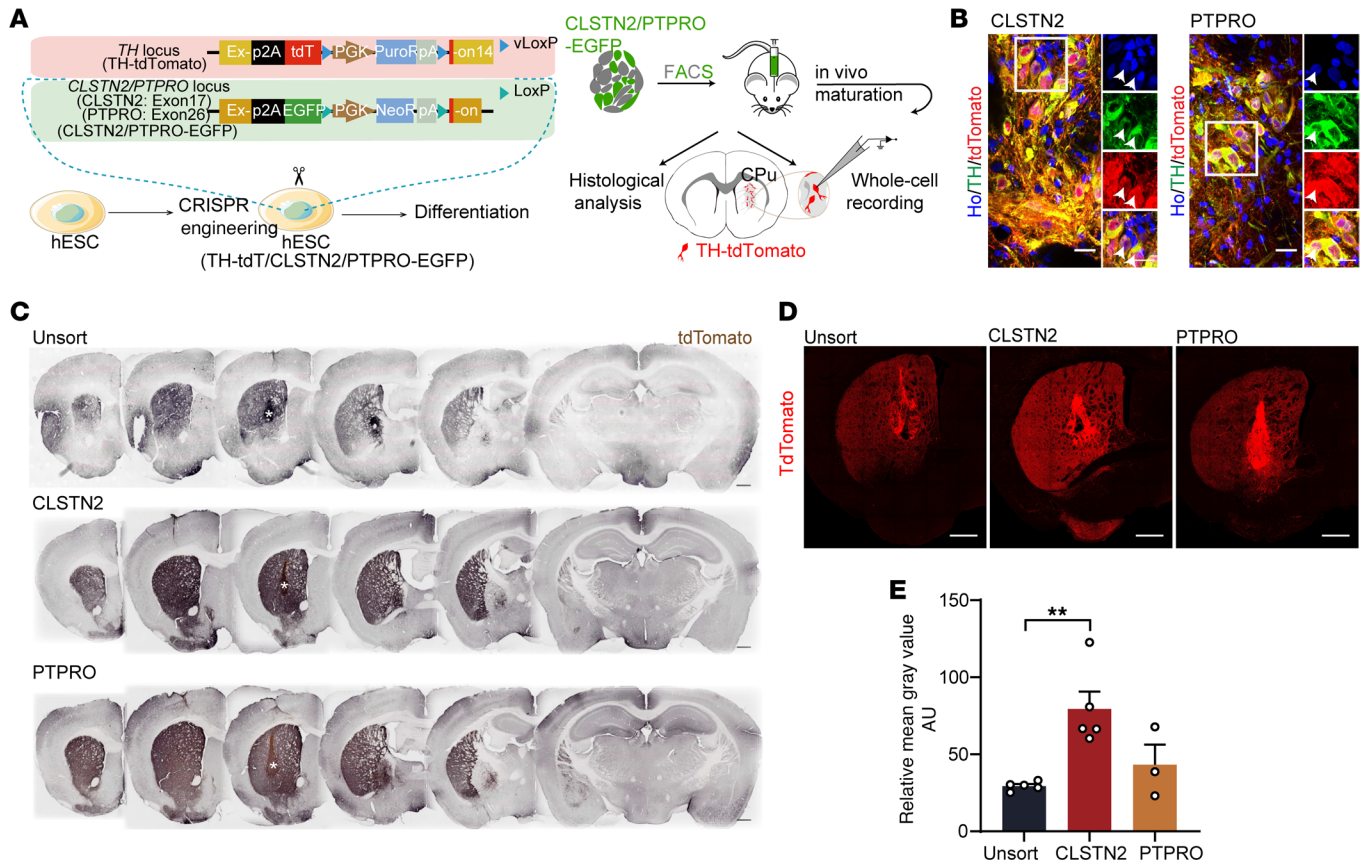 A
TH locus
(TH-tdTomato)
Ex- p2A tdT PGK PuroR pA -on14
vLoxP
CLSTN2/PTPRO locus
(CLSTN2: Exon17)
(PTPRO: Exon26)
(CLSTN2/PTPRO-EGFP)
Ex- p2A EGFP PGK NeoR pA -on
LoxP
hESC
CRISPR
engineering
hESC
(TH-tdT/CLSTN2/PTPRO-EGFP)
Differentiation
CLSTN2/PTPRO
-EGFP
FACS
in vivo
maturation
Histological
analysis
CPu
Whole-cell
recording
TH-tdTomato
B
CLSTN2
PTPRO
Ho/TH/tdTomato
Ho/TH/tdTomato
C
Unsort
tdTomato
*
CLSTN2
*
PTPRO
*
D
Unsort
CLSTN2
PTPRO
TdTomato
E
Relative mean gray value
AU
150
100
50
0
**
Unsort
CLSTN2
PTPRO